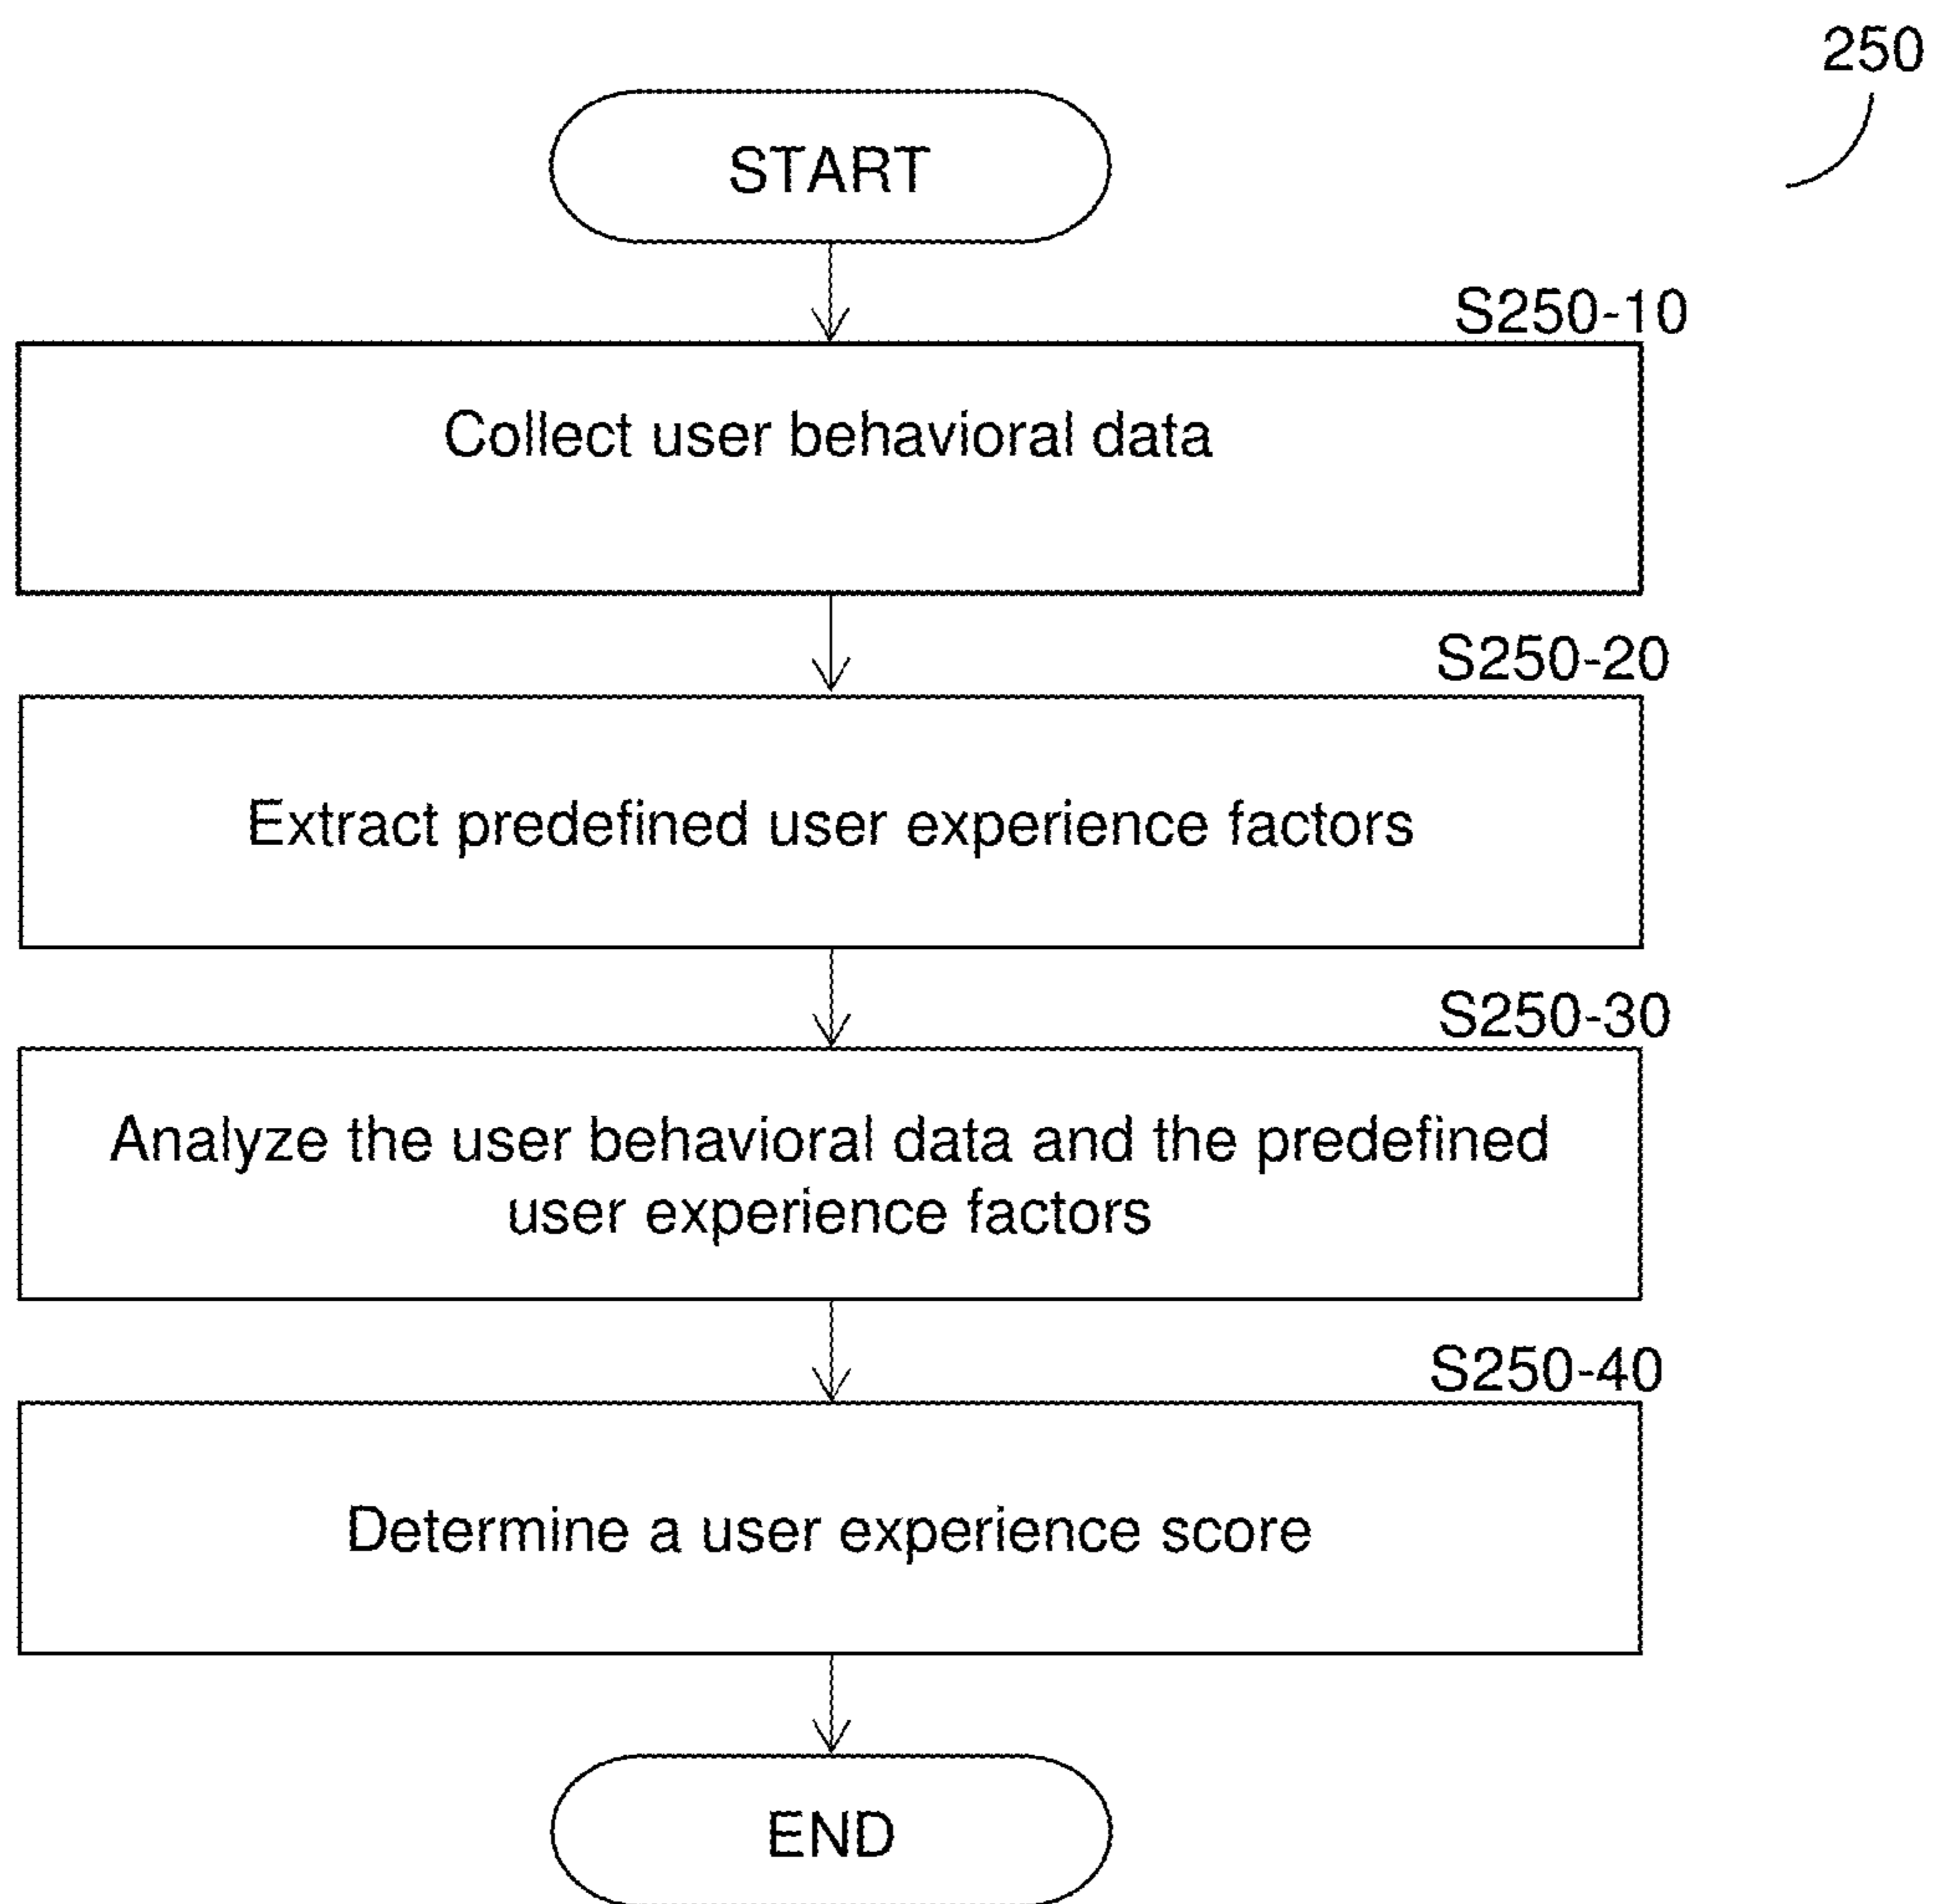 250
START
S250-10
Collect user behavioral data
S250-20
Extract predefined user experience factors
S250-30
Analyze the user behavioral data and the predefined
user experience factors
S250-40
Determine a user experience score
END